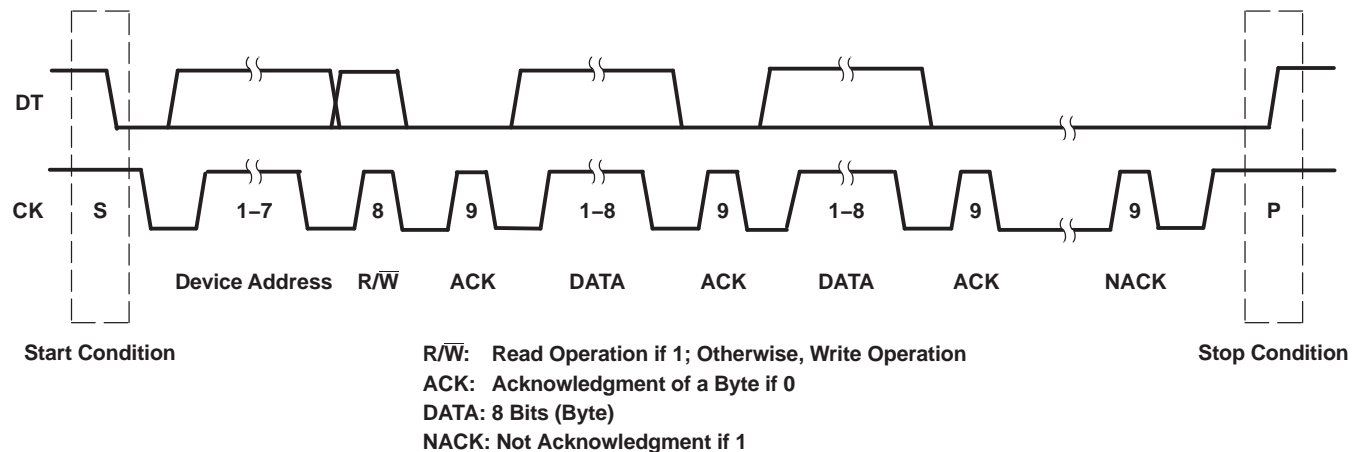 DT
CK S 1–7 8 9 1–8 9 1–8 9 9 P
Device Address R/W̅ ACK DATA ACK DATA ACK NACK
Start Condition
Stop Condition
R/W̅: Read Operation if 1; Otherwise, Write Operation
ACK: Acknowledgment of a Byte if 0
DATA: 8 Bits (Byte)
NACK: Not Acknowledgment if 1